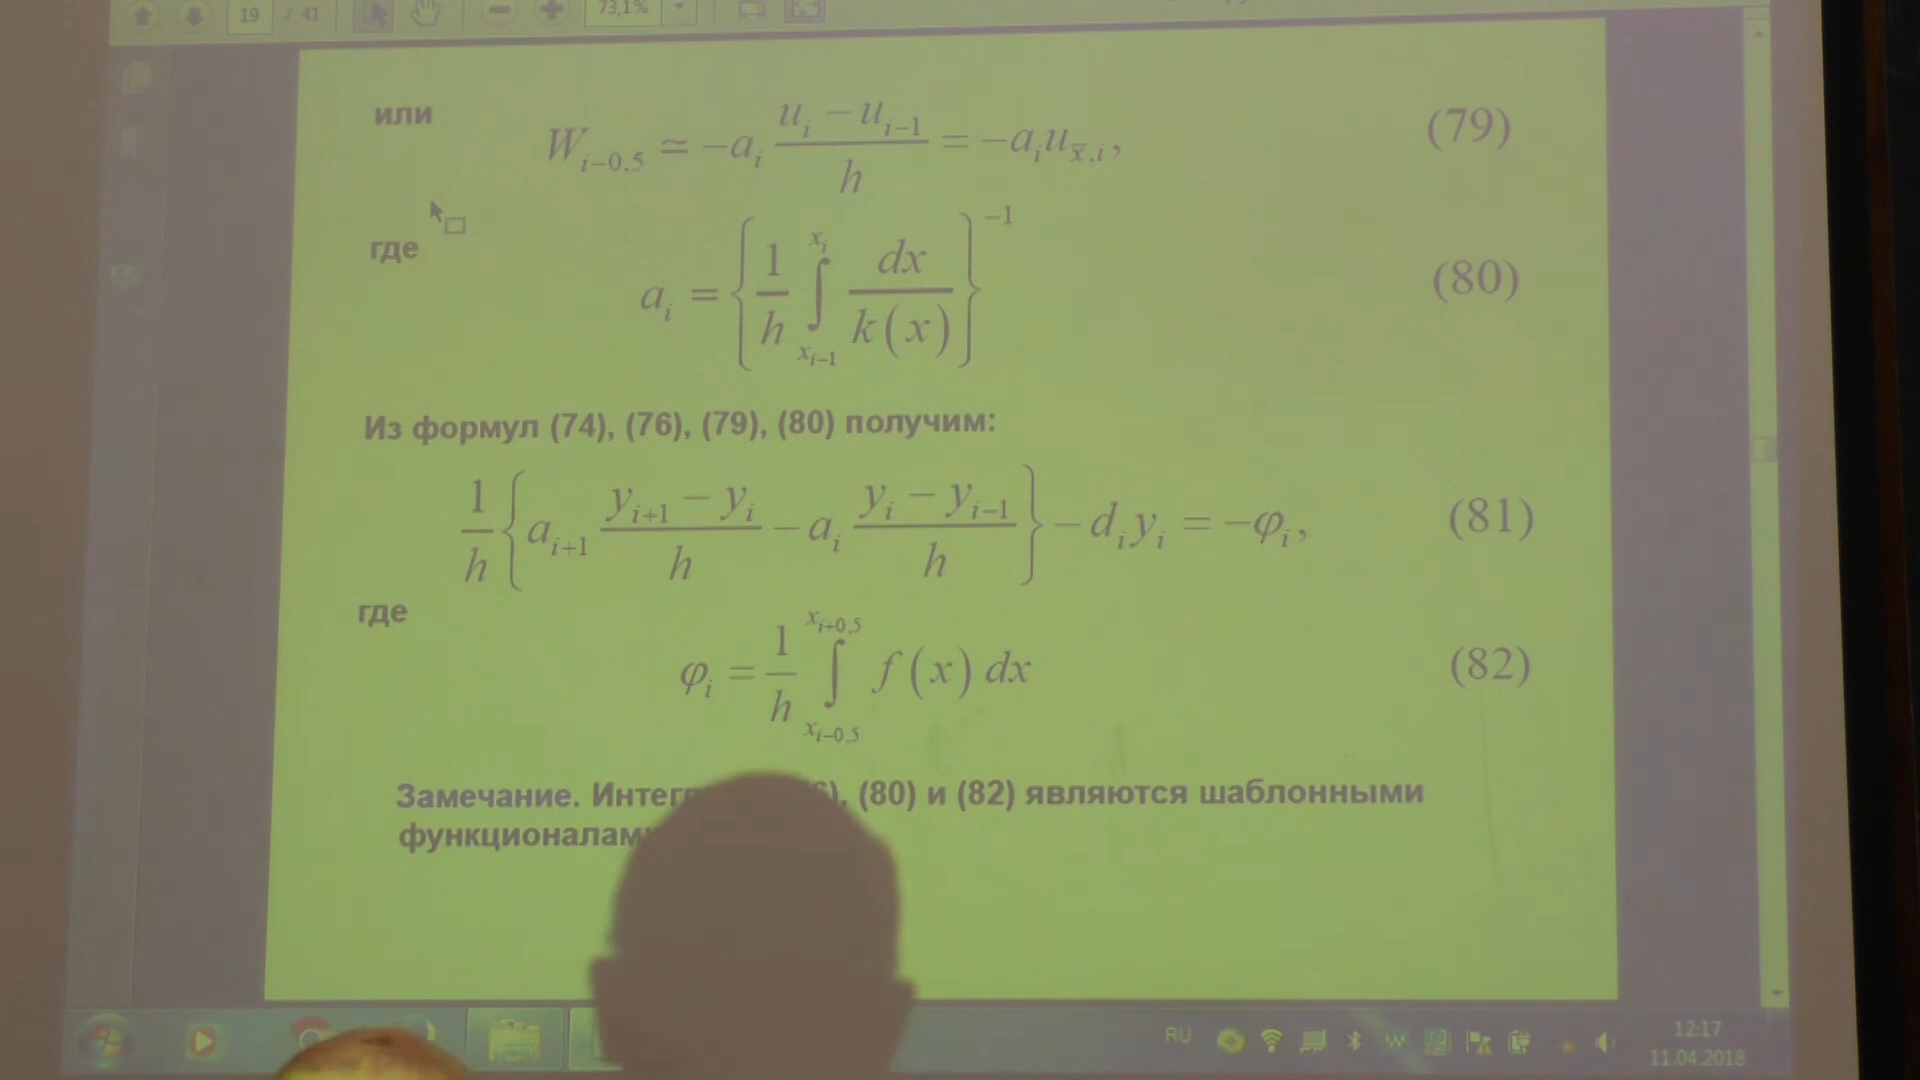 19 / 41 73,1%
или
W_{i−0,5} ≃ −a_i (u_i − u_{i−1})/h = −a_i u_{x̅,i}, (79)
где
a_i = { 1/h ∫_{x_{i−1}}^{x_i} dx/k(x) }^{−1} (80)
Из формул (74), (76), (79), (80) получим:
1/h { a_{i+1} (y_{i+1} − y_i)/h − a_i (y_i − y_{i−1})/h } − d_i y_i = −φ_i, (81)
где
φ_i = 1/h ∫_{x_{i−0,5}}^{x_{i+0,5}} f(x) dx (82)
Замечание. (80) и (82) являются шаблонными
RU 12:17
11.04.2018